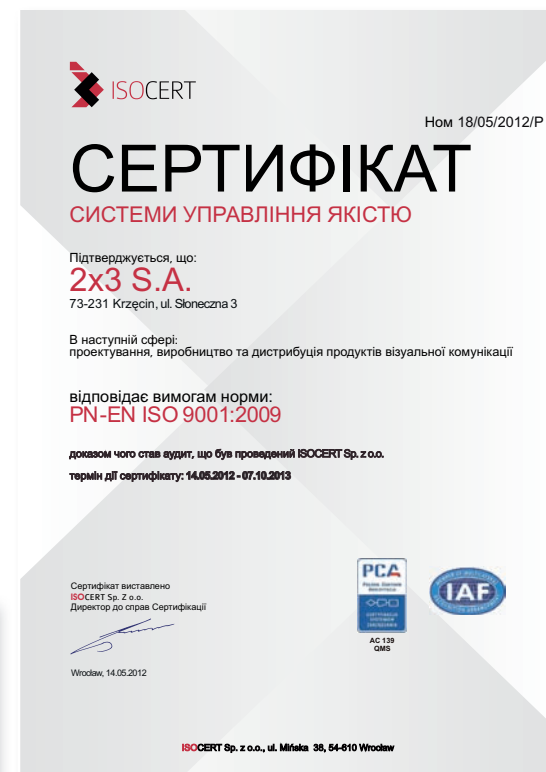 ISOCERT
Ном 18/05/2012/P
СЕРТИФІКАТ
СИСТЕМИ УПРАВЛІННЯ ЯКІСТЮ
Підтверджується, що:
2x3 S.A.
73-231 Krzęcin, ul. Słoneczna 3
В наступній сфері:
проектування, виробництво та дистрибуція продуктів візуальної комунікації
відповідає вимогам норми:
PN-EN ISO 9001:2009
доказом чого став аудит, що був проведений ISOCERT Sp. z o.o.
термін дії сертифікату: 14.05.2012 - 07.10.2013
Сертифікат виставлено
ISOCERT Sp. Z o.o.
Директор до справ Сертифікації
Wrocław, 14.05.2012
PCA
AC 139
QMS
IAF
ISOCERT Sp. z o.o., ul. Mińska 38, 54-610 Wrocław